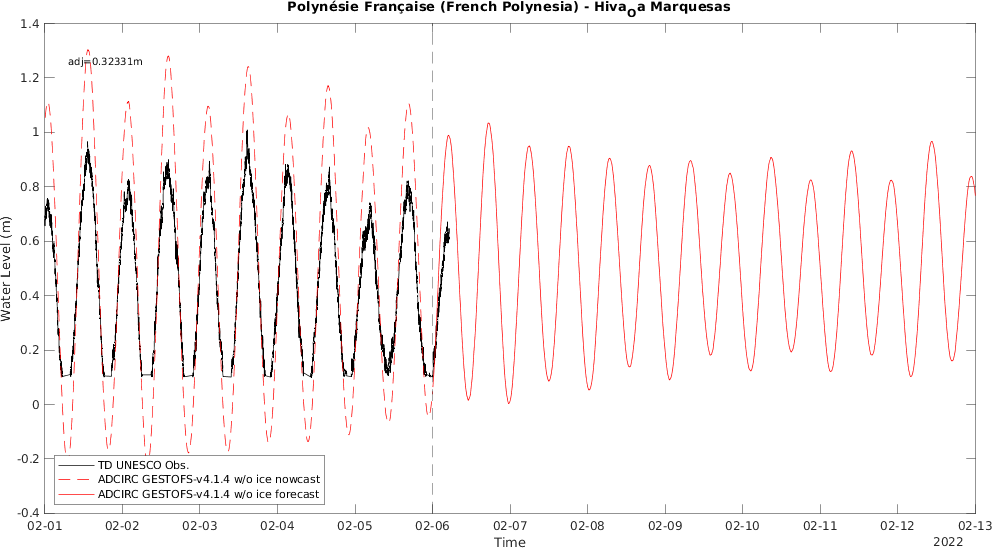 Polynésie Française (French Polynesia) - Hiva_Oa Marquesas
1.4
adj=0.32331m
1.2
1
0.8
0.6
0.4
0.2
0
-0.2
-0.4
Water Level (m)
TD UNESCO Obs.
ADCIRC GESTOFS-v4.1.4 w/o ice nowcast
ADCIRC GESTOFS-v4.1.4 w/o ice forecast
02-01 02-02 02-03 02-04 02-05 02-06 02-07 02-08 02-09 02-10 02-11 02-12 02-13
Time
2022